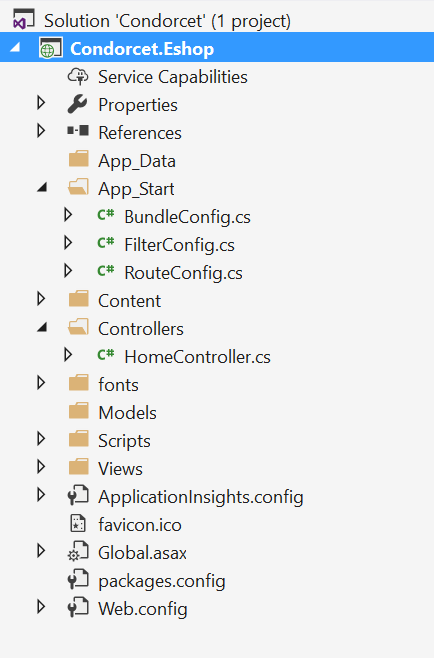 Solution 'Condorcet' (1 project)
Condorcet.Eshop
Service Capabilities
Properties
References
App_Data
App_Start
C# BundleConfig.cs
C# FilterConfig.cs
C# RouteConfig.cs
Content
Controllers
C# HomeController.cs
fonts
Models
Scripts
Views
ApplicationInsights.config
favicon.ico
Global.asax
packages.config
Web.config